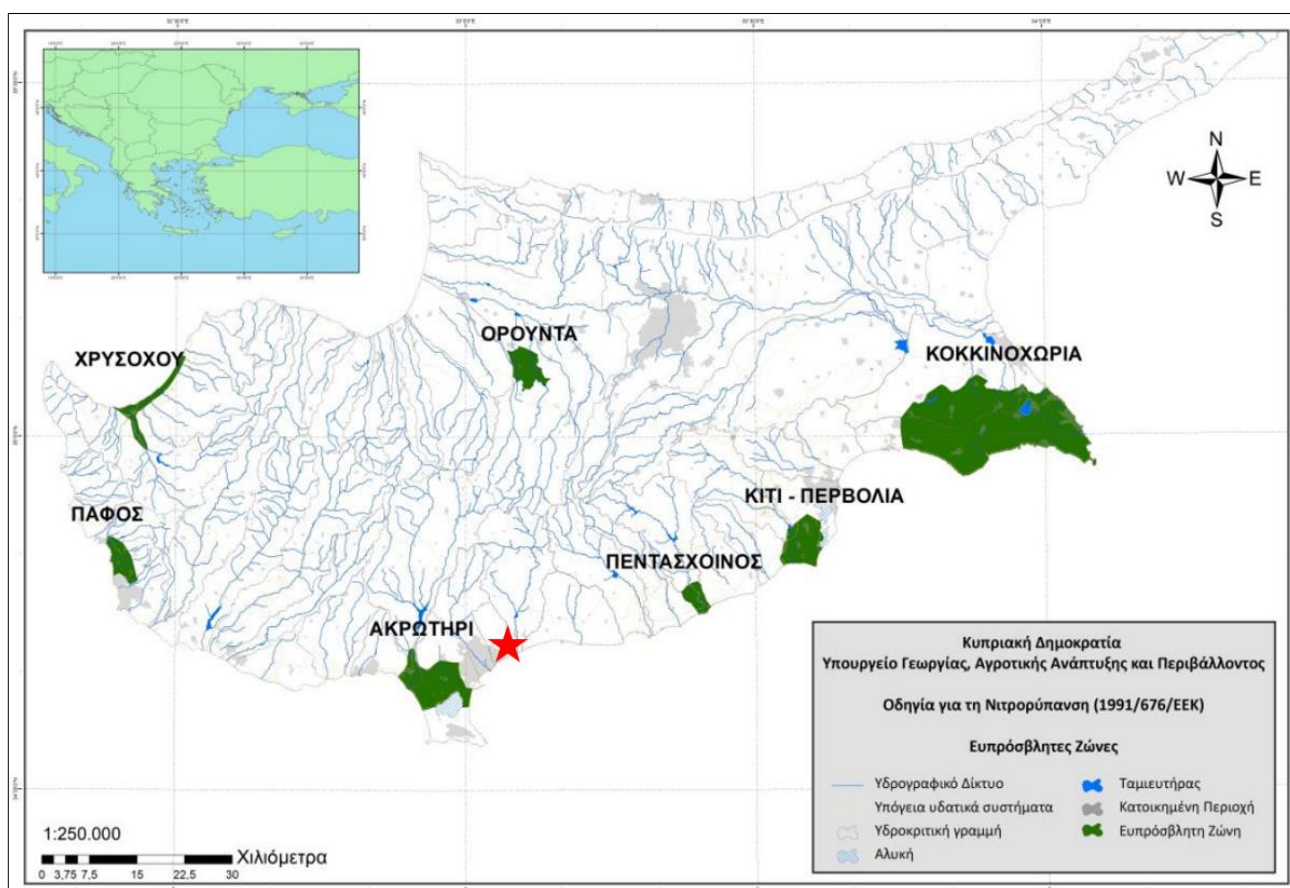 N
W E
S
ΟΡΟΥΝΤΑ
ΧΡΥΣΟΧΟΥ
ΚΟΚΚΙΝΟΧΩΡΙΑ
ΚΙΤΙ - ΠΕΡΒΟΛΙΑ
ΠΑΦΟΣ
ΠΕΝΤΑΣΧΟΙΝΟΣ
ΑΚΡΩΤΗΡΙ
Κυπριακή Δημοκρατία
Υπουργείο Γεωργίας, Αγροτικής Ανάπτυξης και Περιβάλλοντος
Οδηγία για τη Νιτρορύπανση (1991/676/ΕΕΚ)
Ευπρόσβλητες Ζώνες
Υδρογραφικό Δίκτυο
Υπόγεια υδατικά συστήματα
Υδροκριτική γραμμή
Αλυκή
Ταμιευτήρας
Κατοικημένη Περιοχή
Ευπρόσβλητη Ζώνη
1:250.000
Χιλιόμετρα
0 3,75 7,5 15 22,5 30